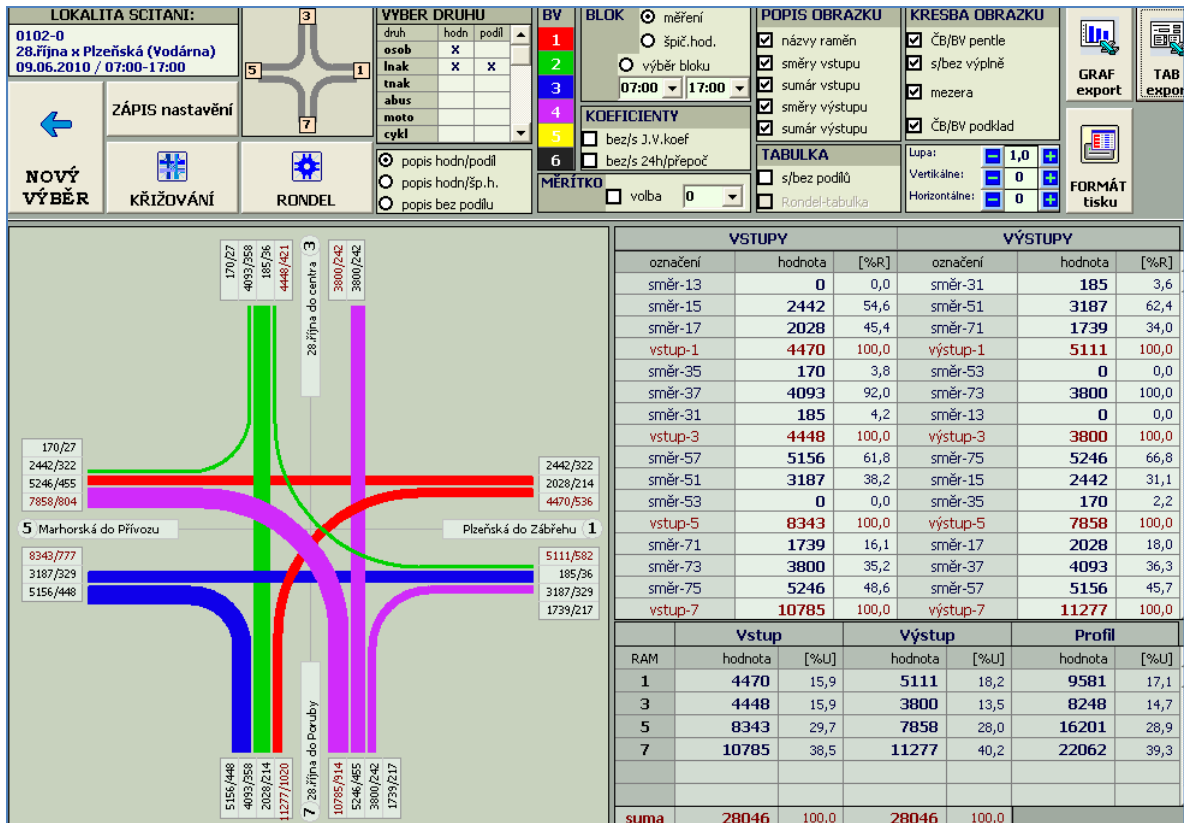 LOKALITA SCITANI:
0102-0
28.října x Plzeňská (Vodárna)
09.06.2010 / 07:00-17:00
NOVÝ
VÝBĚR
ZÁPIS nastavění
KŘIŽOVÁNÍ
RONDEL
3
5
1
7
VÝBĚR DRUHU
druh hodn podíl
osob X
lnak X X
tnak
abus
moto
cykl
popis hodn/podíl
popis hodn/šp.h.
popis bez podílu
BV
1
2
3
4
5
6
BLOK
měření
špič.hod.
výběr bloku
07:00 17:00
KOEFICIENTY
bez/s J.V.koef
bez/s 24h/přepoč
MĚRÍTKO
volba 0
POPIS OBRAZKU
názvy raměn
směry vstupu
sumár vstupu
směry výstupu
sumár výstupu
TABULKA
s/bez podílů
Rondel-tabulka
KRESBA OBRAZKU
ČB/BV pentle
s/bez výplně
mezera
ČB/BV podklad
Lupa: 1,0
Vertikálne: 0
Horizontálne: 0
GRAF
export
TAB
export
FORMÁT
tisku
170/27
4093/358
185/36
4448/421
28.října do centra 3
3800/242
3800/242
170/27
2442/322
5246/455
7858/804
5 Marhorská do Přívozu
8343/777
3187/329
5156/448
2442/322
2028/214
4470/536
Plzeňská do Zábřehu 1
5111/582
185/36
3187/329
1739/217
5156/448
4093/358
2028/214
11277/1020
7 28.října do Poruby
10785/914
5246/455
3800/242
1739/217
VSTUPY VÝSTUPY
označení hodnota [%R] označení hodnota [%R]
směr-13 0 0,0 směr-31 185 3,6
směr-15 2442 54,6 směr-51 3187 62,4
směr-17 2028 45,4 směr-71 1739 34,0
vstup-1 4470 100,0 výstup-1 5111 100,0
směr-35 170 3,8 směr-53 0 0,0
směr-37 4093 92,0 směr-73 3800 100,0
směr-31 185 4,2 směr-13 0 0,0
vstup-3 4448 100,0 výstup-3 3800 100,0
směr-57 5156 61,8 směr-75 5246 66,8
směr-51 3187 38,2 směr-15 2442 31,1
směr-53 0 0,0 směr-35 170 2,2
vstup-5 8343 100,0 výstup-5 7858 100,0
směr-71 1739 16,1 směr-17 2028 18,0
směr-73 3800 35,2 směr-37 4093 36,3
směr-75 5246 48,6 směr-57 5156 45,7
vstup-7 10785 100,0 výstup-7 11277 100,0
Vstup Výstup Profil
RAM hodnota [%U] hodnota [%U] hodnota [%U]
1 4470 15,9 5111 18,2 9581 17,1
3 4448 15,9 3800 13,5 8248 14,7
5 8343 29,7 7858 28,0 16201 28,9
7 10785 38,5 11277 40,2 22062 39,3
suma 28046 100,0 28046 100,0